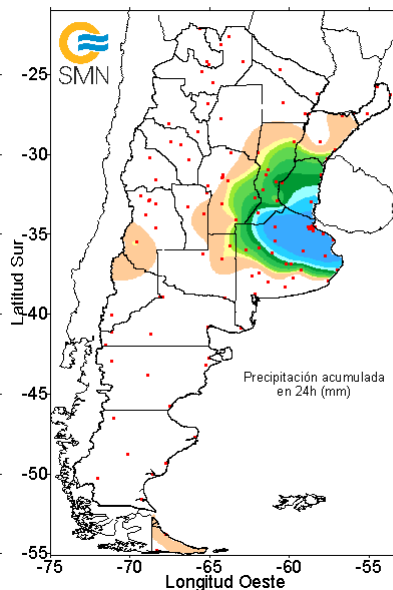 SMN
-25
-30
-35
-40
-45
-50
-55
Latitud Sur
Precipitación acumulada
en 24h (mm)
-75
-70
-65
-60
-55
Longitud Oeste